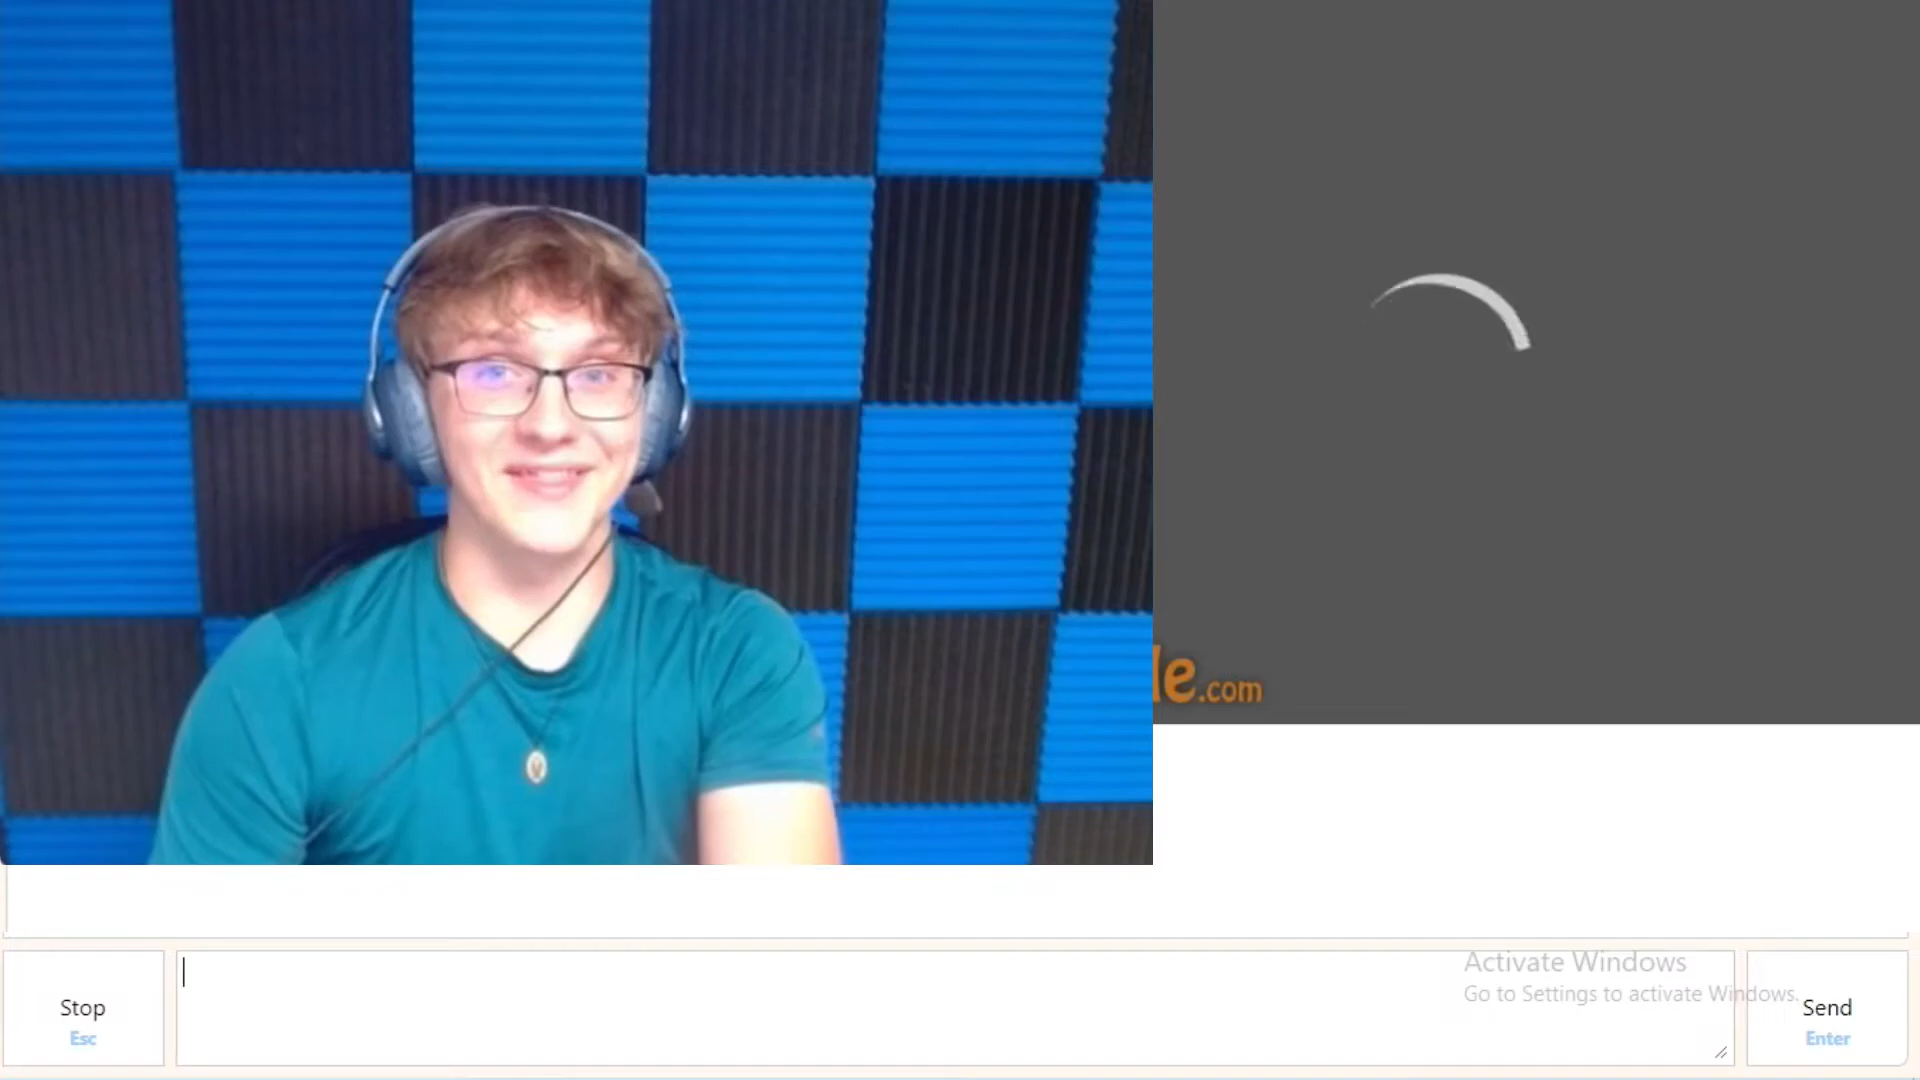 le.com
Stop
Esc
Activate Windows
Go to Settings to activate Windows.
Send
Enter